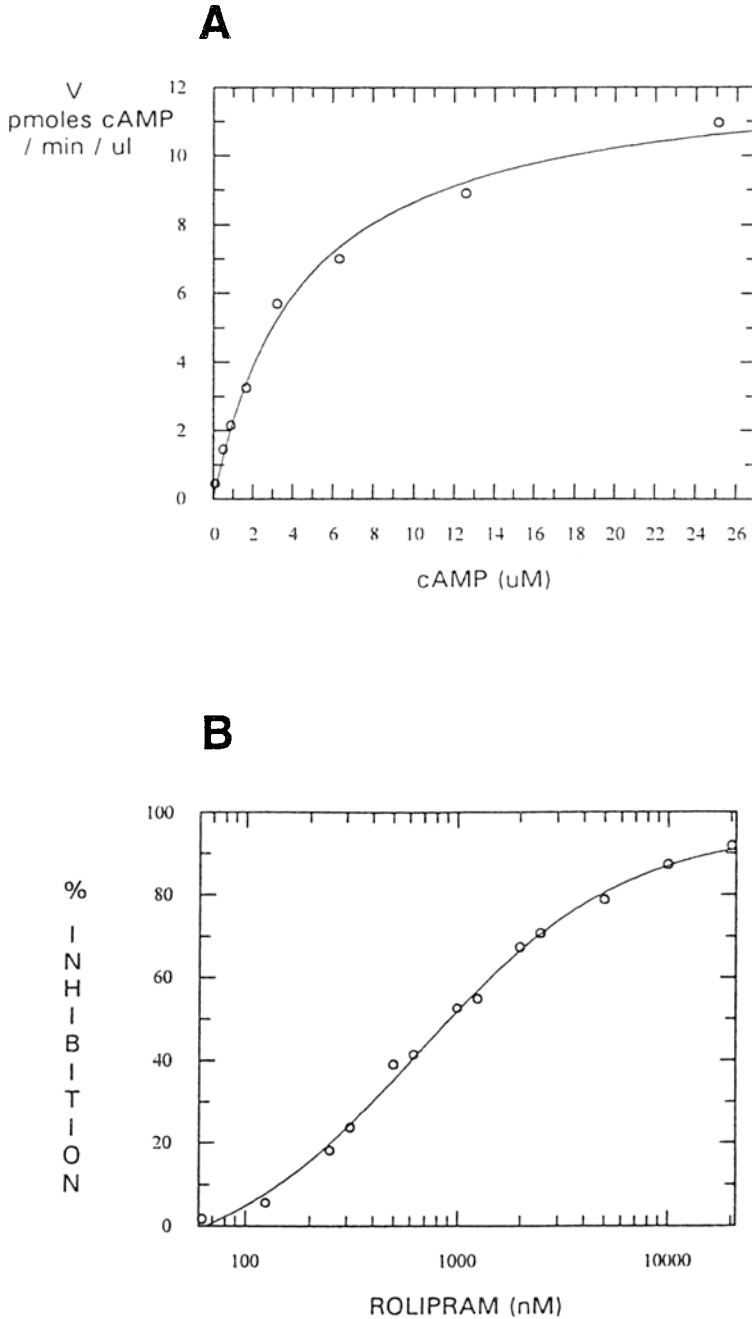 A
V
pmoles cAMP
/ min / ul
12
10
8
6
4
2
0
0 2 4 6 8 10 12 14 16 18 20 22 24 26
cAMP (uM)
B
100
80
60
40
20
0
%
I
N
H
I
B
I
T
I
O
N
100 1000 10000
ROLIPRAM (nM)